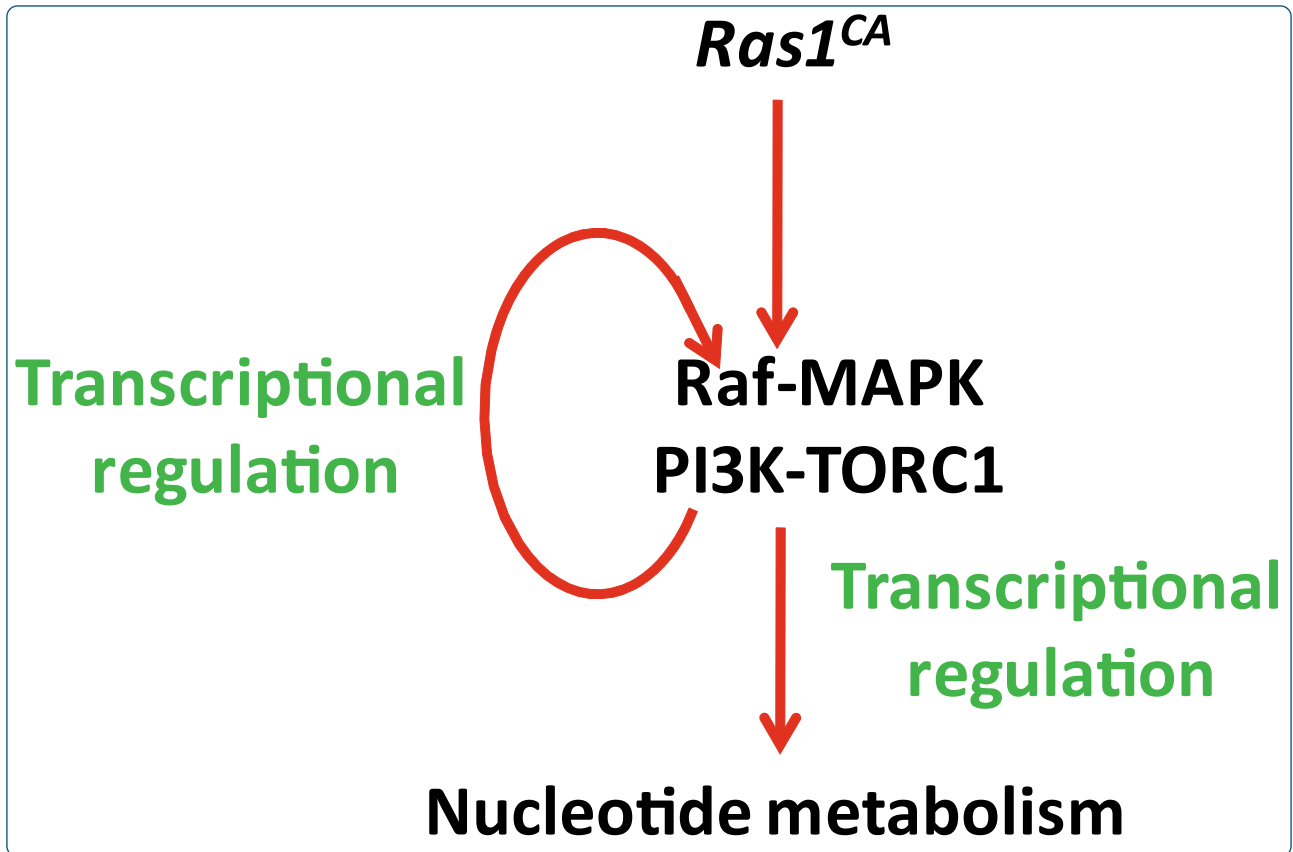 Ras1CA
Transcriptional
regulation
Raf-MAPK
PI3K-TORC1
Transcriptional
regulation
Nucleotide metabolism